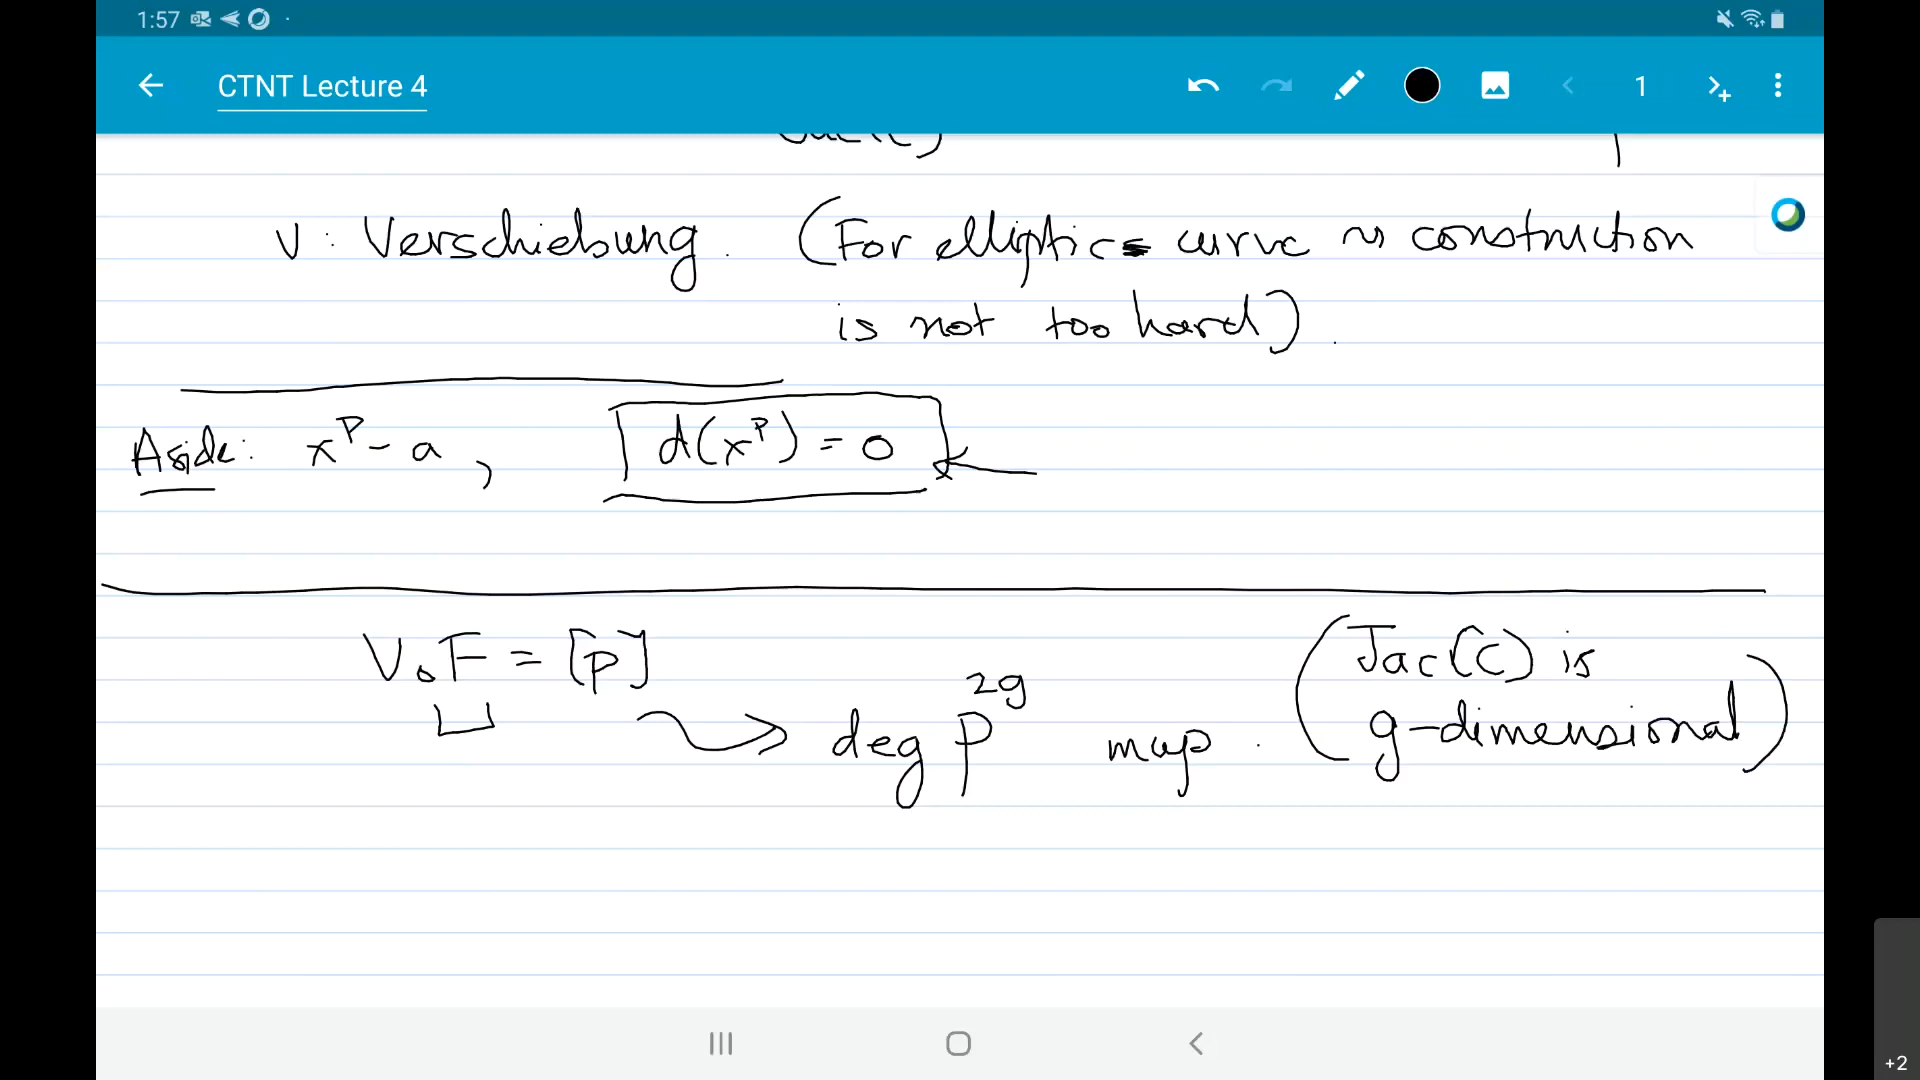 1:57
CTNT Lecture 4
1
Jac(C)
V : Verschiebung. (For elliptic curve ⇝ construction
is not too hard).
Aside: x^p - a , d(x^p) = 0
V∘F = [p]
⇝ deg p^2g map. (Jac(C) is
g-dimensional)
+2